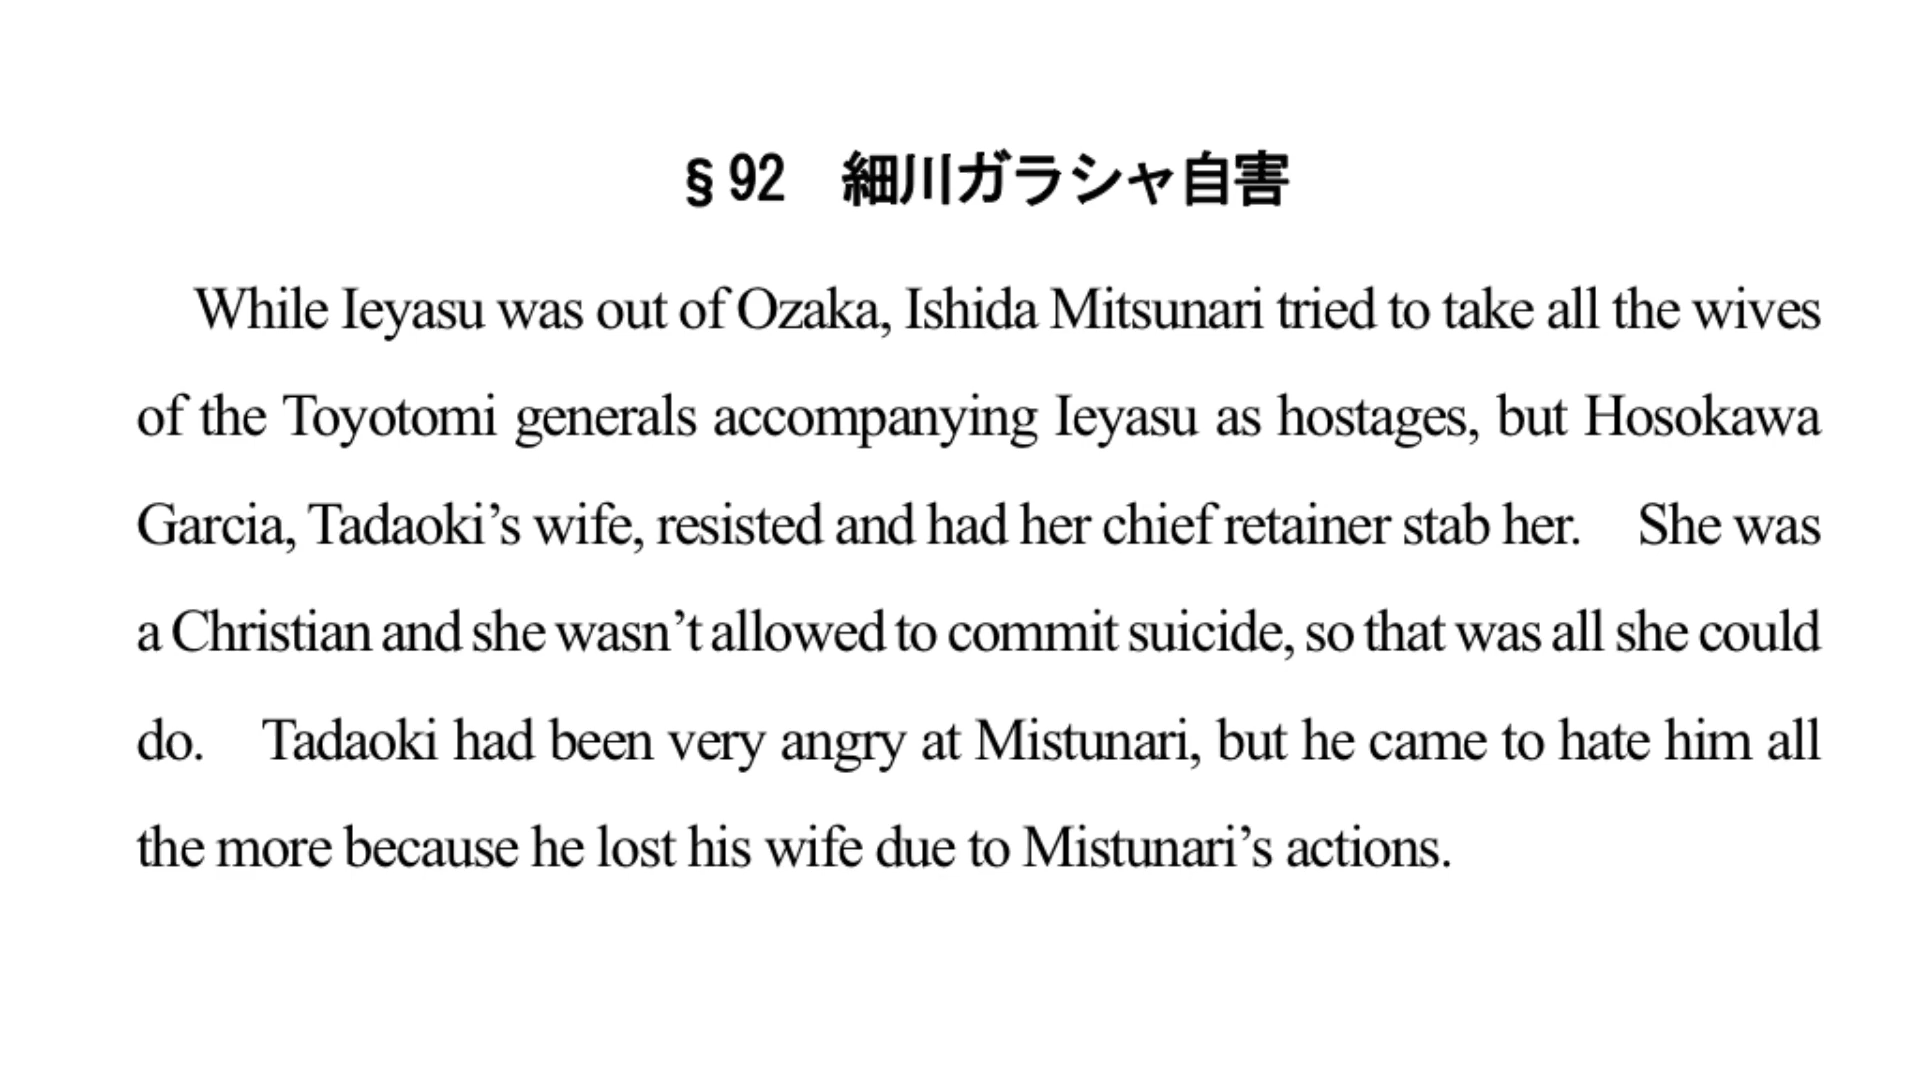 §92　細川ガラシャ自害
While Ieyasu was out of Ozaka, Ishida Mitsunari tried to take all the wives
of the Toyotomi generals accompanying Ieyasu as hostages, but Hosokawa
Garcia, Tadaoki’s wife, resisted and had her chief retainer stab her.　She was
a Christian and she wasn’t allowed to commit suicide, so that was all she could
do.　Tadaoki had been very angry at Mistunari, but he came to hate him all
the more because he lost his wife due to Mistunari’s actions.